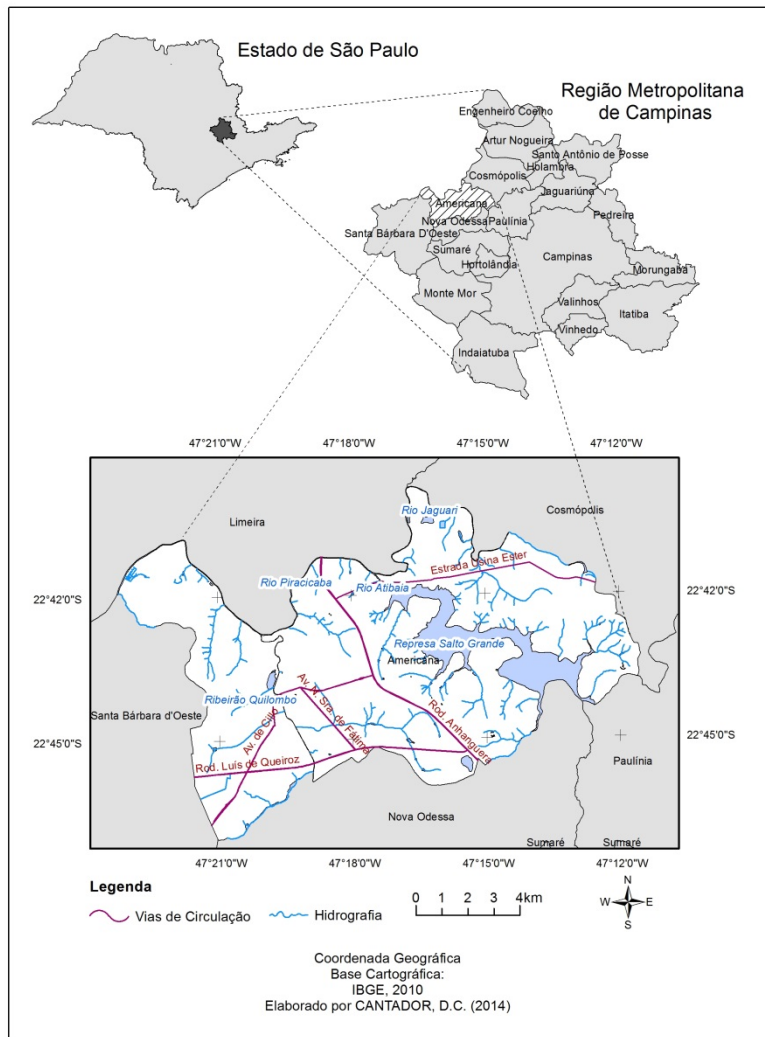 Estado de São Paulo
Região Metropolitana
de Campinas
Engenheiro Coelho
Artur Nogueira
Santo Antônio de Posse
Holambra
Cosmópolis
Jaguariúna
Americana
Pedreira
Nova Odessa
Paulínia
Santa Bárbara D'Oeste
Sumaré
Campinas
Hortolândia
Morungaba
Monte Mor
Valinhos
Itatiba
Vinhedo
Indaiatuba
47°21'0"W 47°18'0"W 47°15'0"W 47°12'0"W
Rio Jaguari
Limeira
Cosmópolis
Estrada Usina Ester
Rio Piracicaba
Rio Atibaia
22°42'0"S 22°42'0"S
Represa Salto Grande
Americana
Ribeirão Quilombo
Av. N. Sra. de Fátima
Santa Bárbara d'Oeste
Av. de Cillo
Rod. Anhanguera
22°45'0"S 22°45'0"S
Rod. Luís de Queiroz
Paulínia
Nova Odessa
Sumaré Sumaré
47°21'0"W 47°18'0"W 47°15'0"W 47°12'0"W
Legenda
Vias de Circulação Hidrografia
0 1 2 3 4km
N
W E
S
Coordenada Geográfica
Base Cartográfica:
IBGE, 2010
Elaborado por CANTADOR, D.C. (2014)